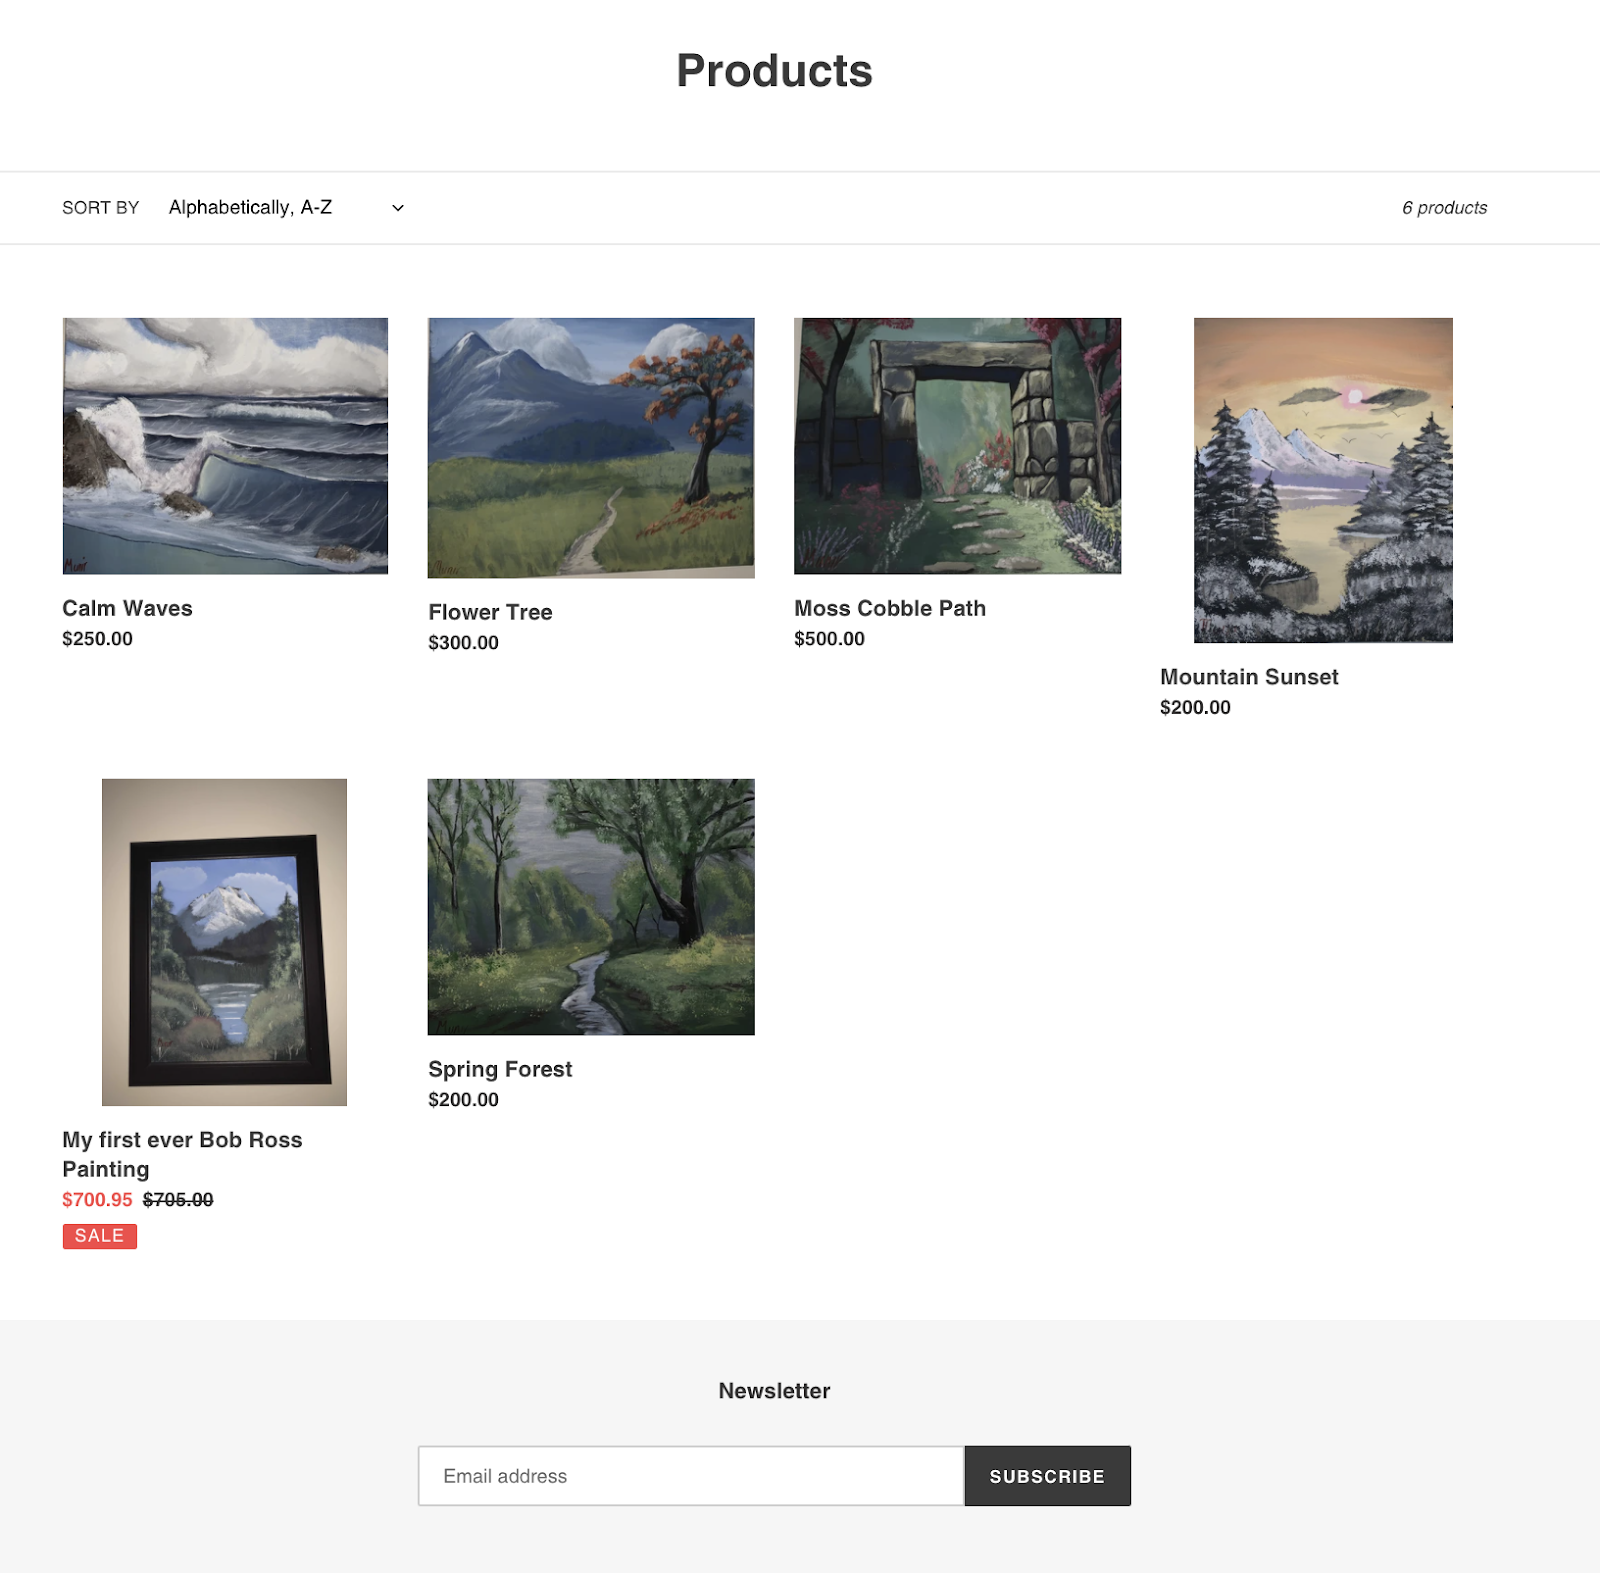 Products
SORT BY Alphabetically, A-Z 6 products
Calm Waves
$250.00
Flower Tree
$300.00
Moss Cobble Path
$500.00
Mountain Sunset
$200.00
My first ever Bob Ross
Painting
$700.95 $705.00
SALE
Spring Forest
$200.00
Newsletter
Email address SUBSCRIBE